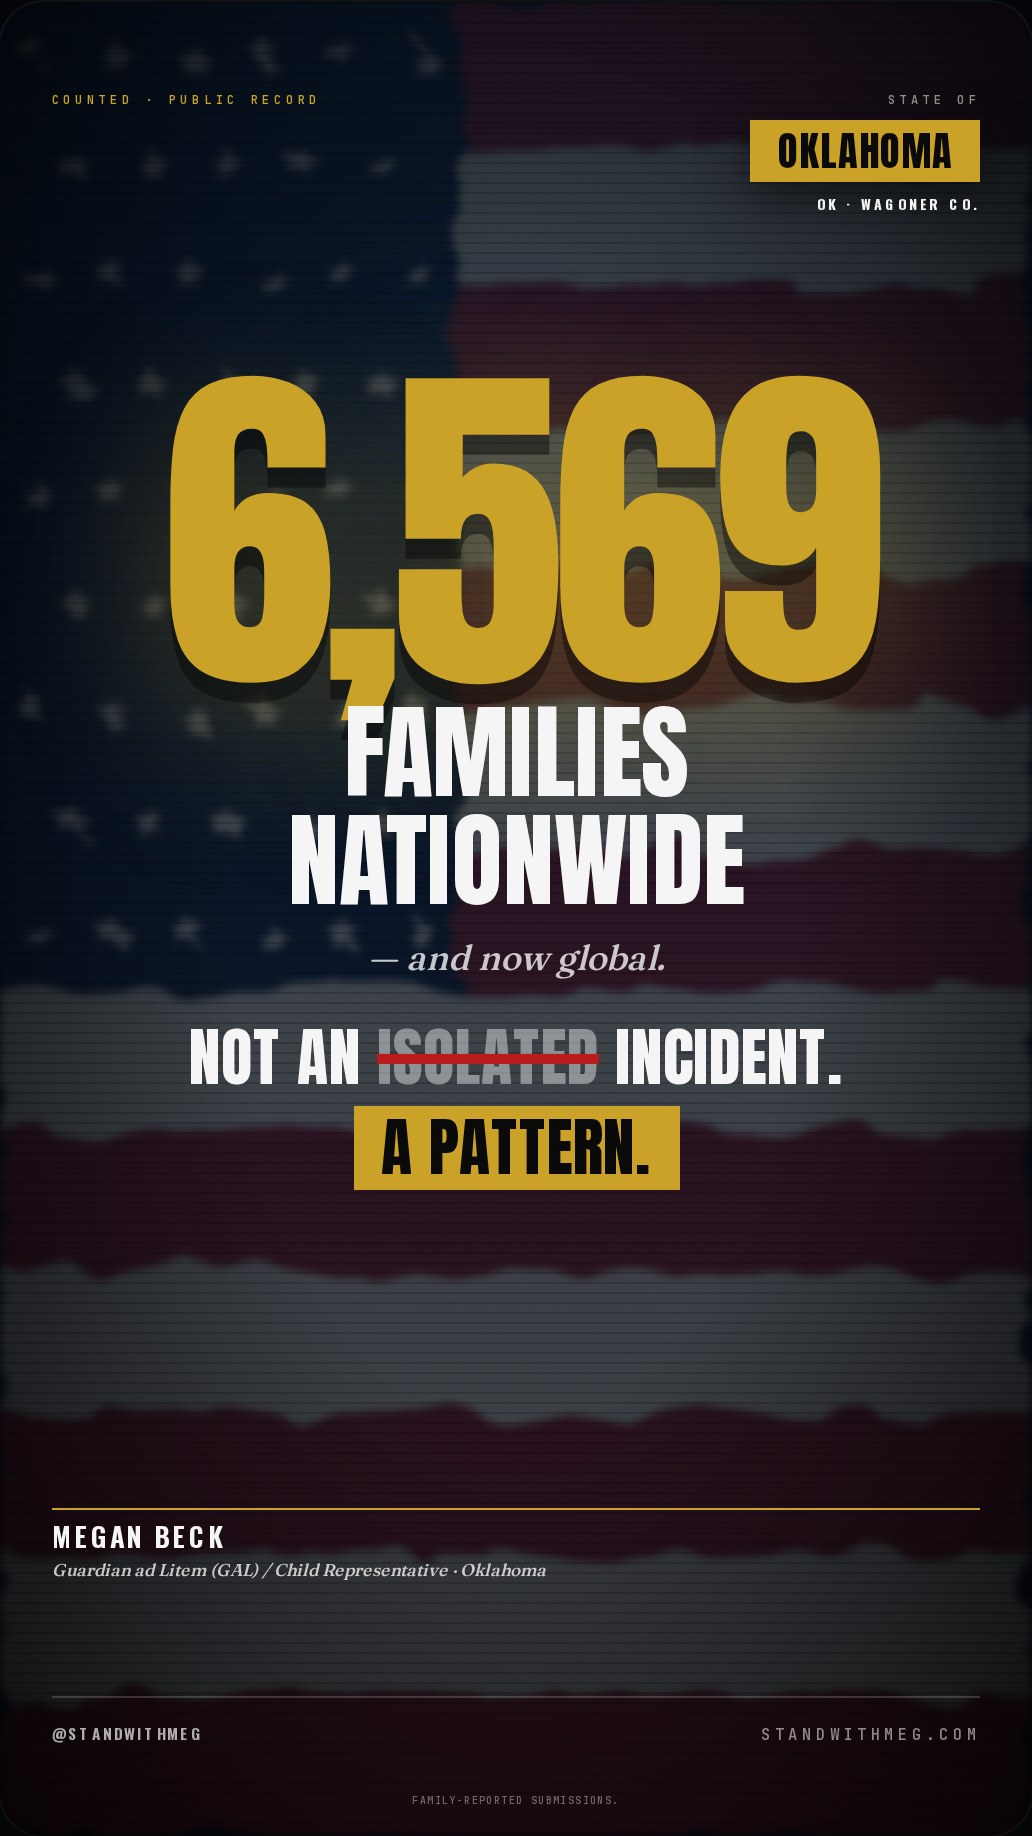 COUNTED · PUBLIC RECORD
STATE OF
OKLAHOMA
OK · WAGONER CO.
6,569
FAMILIES
NATIONWIDE
— and now global.
NOT AN ISOLATED INCIDENT.
A PATTERN.
MEGAN BECK
Guardian ad Litem (GAL) / Child Representative · Oklahoma
@STANDWITHMEG
STANDWITHMEG.COM
FAMILY-REPORTED SUBMISSIONS.